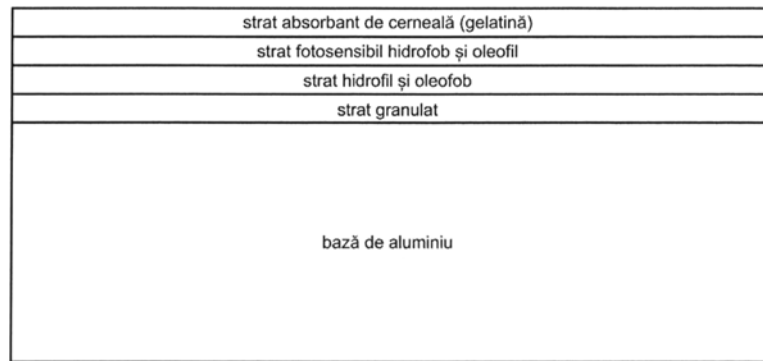 strat absorbant de cerneală (gelatină)
strat fotosensibil hidrofob și oleofil
strat hidrofil și oleofob
strat granulat
bază de aluminiu